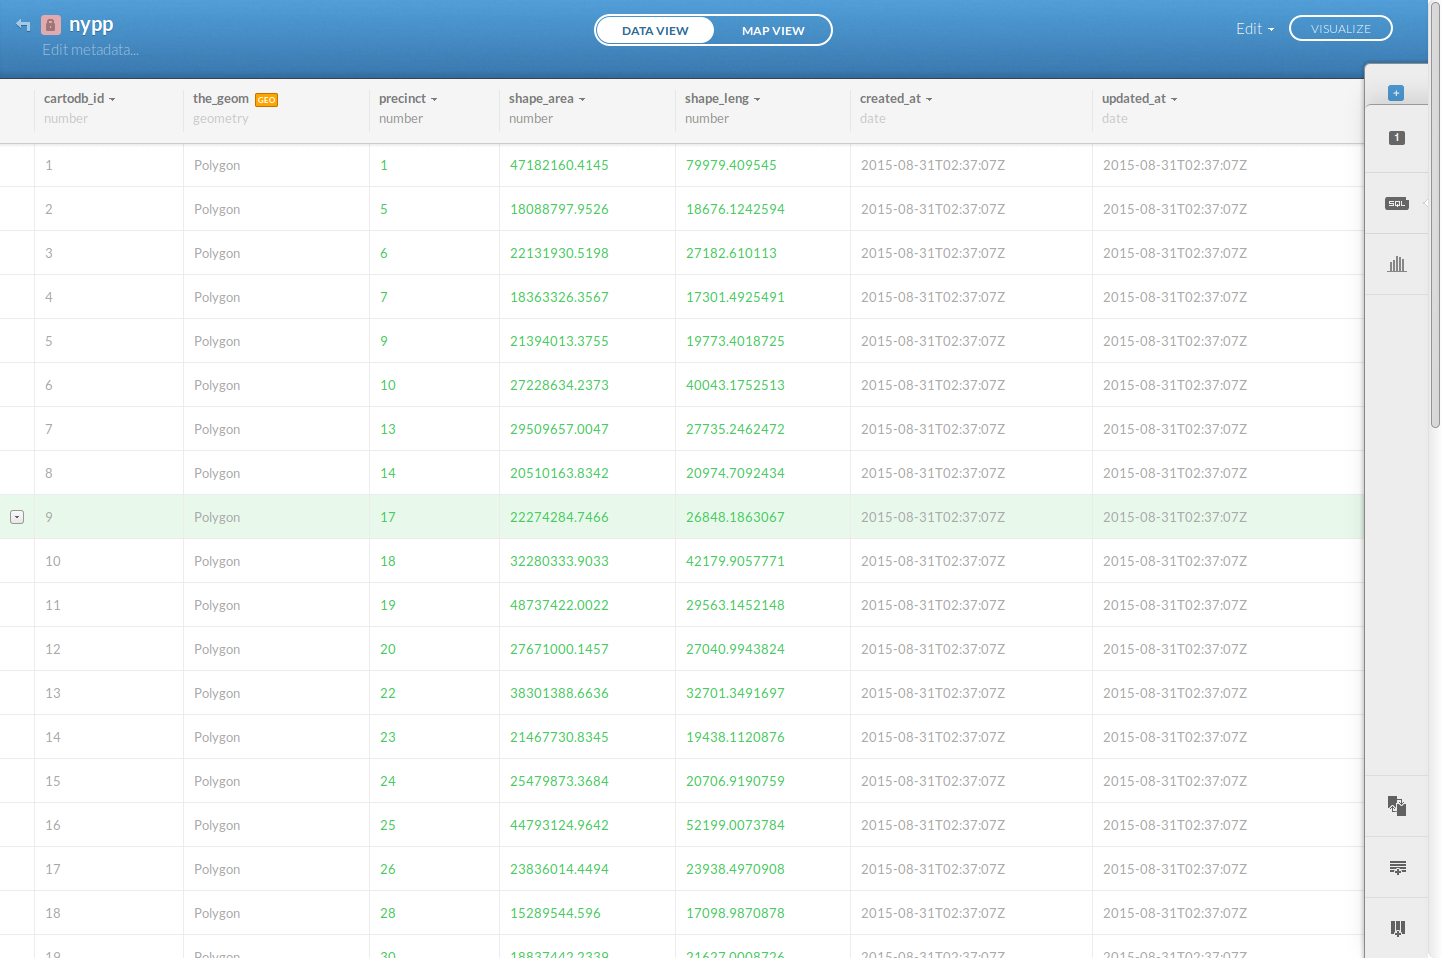 nypp
Edit metadata...
DATA VIEW MAP VIEW
Edit VISUALIZE
cartodb_id the_geom GEO precinct shape_area shape_leng created_at updated_at
number geometry number number number date date
1 Polygon 1 47182160.4145 79979.409545 2015-08-31T02:37:07Z 2015-08-31T02:37:07Z
2 Polygon 5 18088797.9526 18676.1242594 2015-08-31T02:37:07Z 2015-08-31T02:37:07Z
3 Polygon 6 22131930.5198 27182.610113 2015-08-31T02:37:07Z 2015-08-31T02:37:07Z
4 Polygon 7 18363326.3567 17301.4925491 2015-08-31T02:37:07Z 2015-08-31T02:37:07Z
5 Polygon 9 21394013.3755 19773.4018725 2015-08-31T02:37:07Z 2015-08-31T02:37:07Z
6 Polygon 10 27228634.2373 40043.1752513 2015-08-31T02:37:07Z 2015-08-31T02:37:07Z
7 Polygon 13 29509657.0047 27735.2462472 2015-08-31T02:37:07Z 2015-08-31T02:37:07Z
8 Polygon 14 20510163.8342 20974.7092434 2015-08-31T02:37:07Z 2015-08-31T02:37:07Z
9 Polygon 17 22274284.7466 26848.1863067 2015-08-31T02:37:07Z 2015-08-31T02:37:07Z
10 Polygon 18 32280333.9033 42179.9057771 2015-08-31T02:37:07Z 2015-08-31T02:37:07Z
11 Polygon 19 48737422.0022 29563.1452148 2015-08-31T02:37:07Z 2015-08-31T02:37:07Z
12 Polygon 20 27671000.1457 27040.9943824 2015-08-31T02:37:07Z 2015-08-31T02:37:07Z
13 Polygon 22 38301388.6636 32701.3491697 2015-08-31T02:37:07Z 2015-08-31T02:37:07Z
14 Polygon 23 21467730.8345 19438.1120876 2015-08-31T02:37:07Z 2015-08-31T02:37:07Z
15 Polygon 24 25479873.3684 20706.9190759 2015-08-31T02:37:07Z 2015-08-31T02:37:07Z
16 Polygon 25 44793124.9642 52199.0073784 2015-08-31T02:37:07Z 2015-08-31T02:37:07Z
17 Polygon 26 23836014.4494 23938.4970908 2015-08-31T02:37:07Z 2015-08-31T02:37:07Z
18 Polygon 28 15289544.596 17098.9870878 2015-08-31T02:37:07Z 2015-08-31T02:37:07Z
19 Polygon 30 18837442.2339 21627.0008726 2015-08-31T02:37:07Z 2015-08-31T02:37:07Z
1
SQL